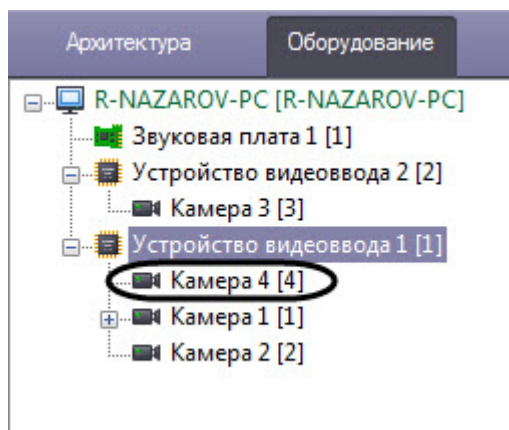 Архитектура Оборудование
R-NAZAROV-PC [R-NAZAROV-PC]
Звуковая плата 1 [1]
Устройство видеоввода 2 [2]
Камера 3 [3]
Устройство видеоввода 1 [1]
Камера 4 [4]
Камера 1 [1]
Камера 2 [2]